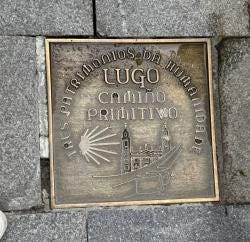 TRES PATRIMONIOS DA HUMANIDADE
LUGO
CAMIÑO
PRIMITIVO